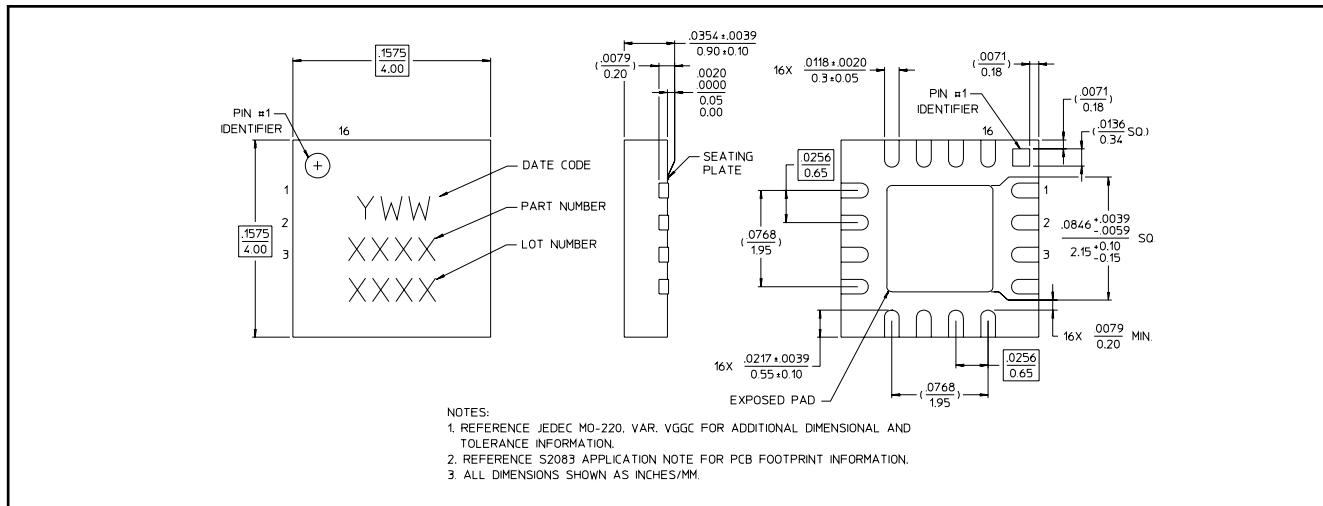 .1575
4.00
PIN #1
IDENTIFIER
16
DATE CODE
1
YWW
2
PART NUMBER
XXXX
.1575
4.00
3
LOT NUMBER
XXXX
.0354 ±.0039
0.90 ±0.10
(.0079)
0.20
.0020
.0000
0.05
0.00
SEATING
PLATE
16X .0118 ±.0020
0.3 ±0.05
(.0071)
0.18
PIN #1
IDENTIFIER
16
(.0071)
0.18
(.0136 SQ.)
0.34
.0256
0.65
1
2
3
(.0768)
1.95
.0846 +.0039
-.0059 SQ.
2.15 +0.10
-0.15
16X .0079 MIN.
0.20
16X .0217 ±.0039
0.55 ±0.10
.0256
0.65
(.0768)
1.95
EXPOSED PAD
NOTES:
1. REFERENCE JEDEC MO-220, VAR. VGGC FOR ADDITIONAL DIMENSIONAL AND
TOLERANCE INFORMATION.
2. REFERENCE S2083 APPLICATION NOTE FOR PCB FOOTPRINT INFORMATION.
3. ALL DIMENSIONS SHOWN AS INCHES/MM.